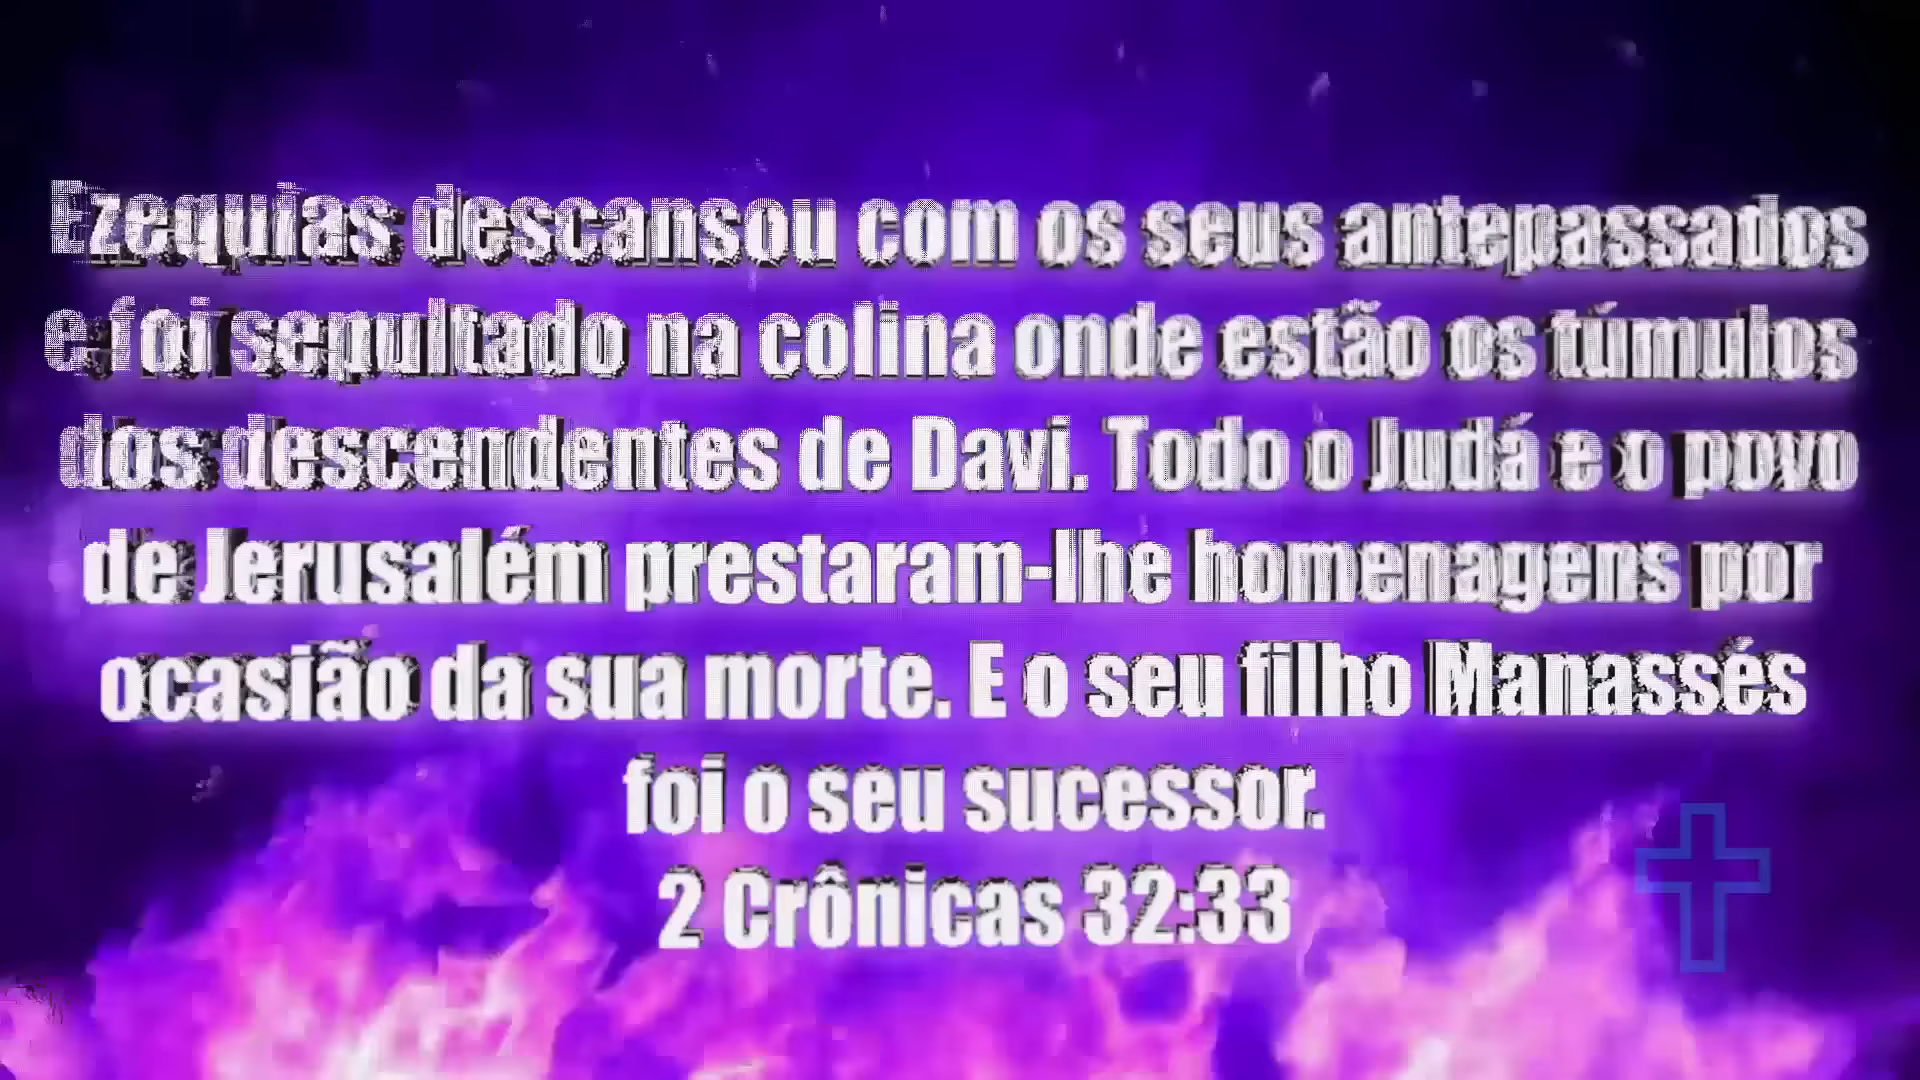 Ezequias descansou com os seus antepassados
e foi sepultado na colina onde estão os túmulos
dos descendentes de Davi. Todo o Judá e o povo
de Jerusalém prestaram-lhe homenagens por
ocasião da sua morte. E o seu filho Manassés
foi o seu sucessor.
2 Crônicas 32:33